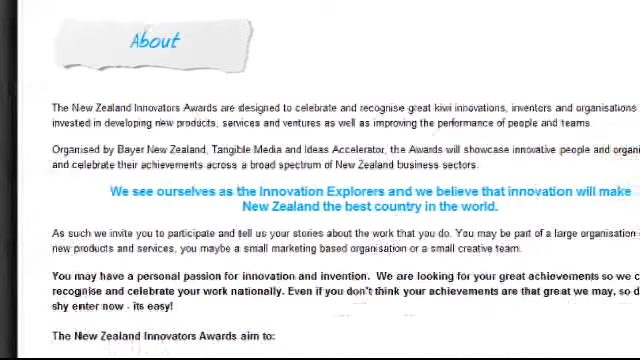 About
The New Zealand Innovators Awards are designed to celebrate and recognise great kiwi innovations, inventors and organisations
invested in developing new products, services and ventures as well as improving the performance of people and teams.
Organised by Bayer New Zealand, Tangible Media and Ideas Accelerator, the Awards will showcase innovative people and organi
and celebrate their achievements across a broad spectrum of New Zealand business sectors.
We see ourselves as the Innovation Explorers and we believe that innovation will make
New Zealand the best country in the world.
As such we invite you to participate and tell us your stories about the work that you do. You may be part of a large organisation
new products and services, you maybe a small marketing based organisation or a small creative team.
You may have a personal passion for innovation and invention. We are looking for your great achievements so we c
recognise and celebrate your work nationally. Even if you don't think your achievements are that great we may, so d
shy enter now - its easy!
The New Zealand Innovators Awards aim to: